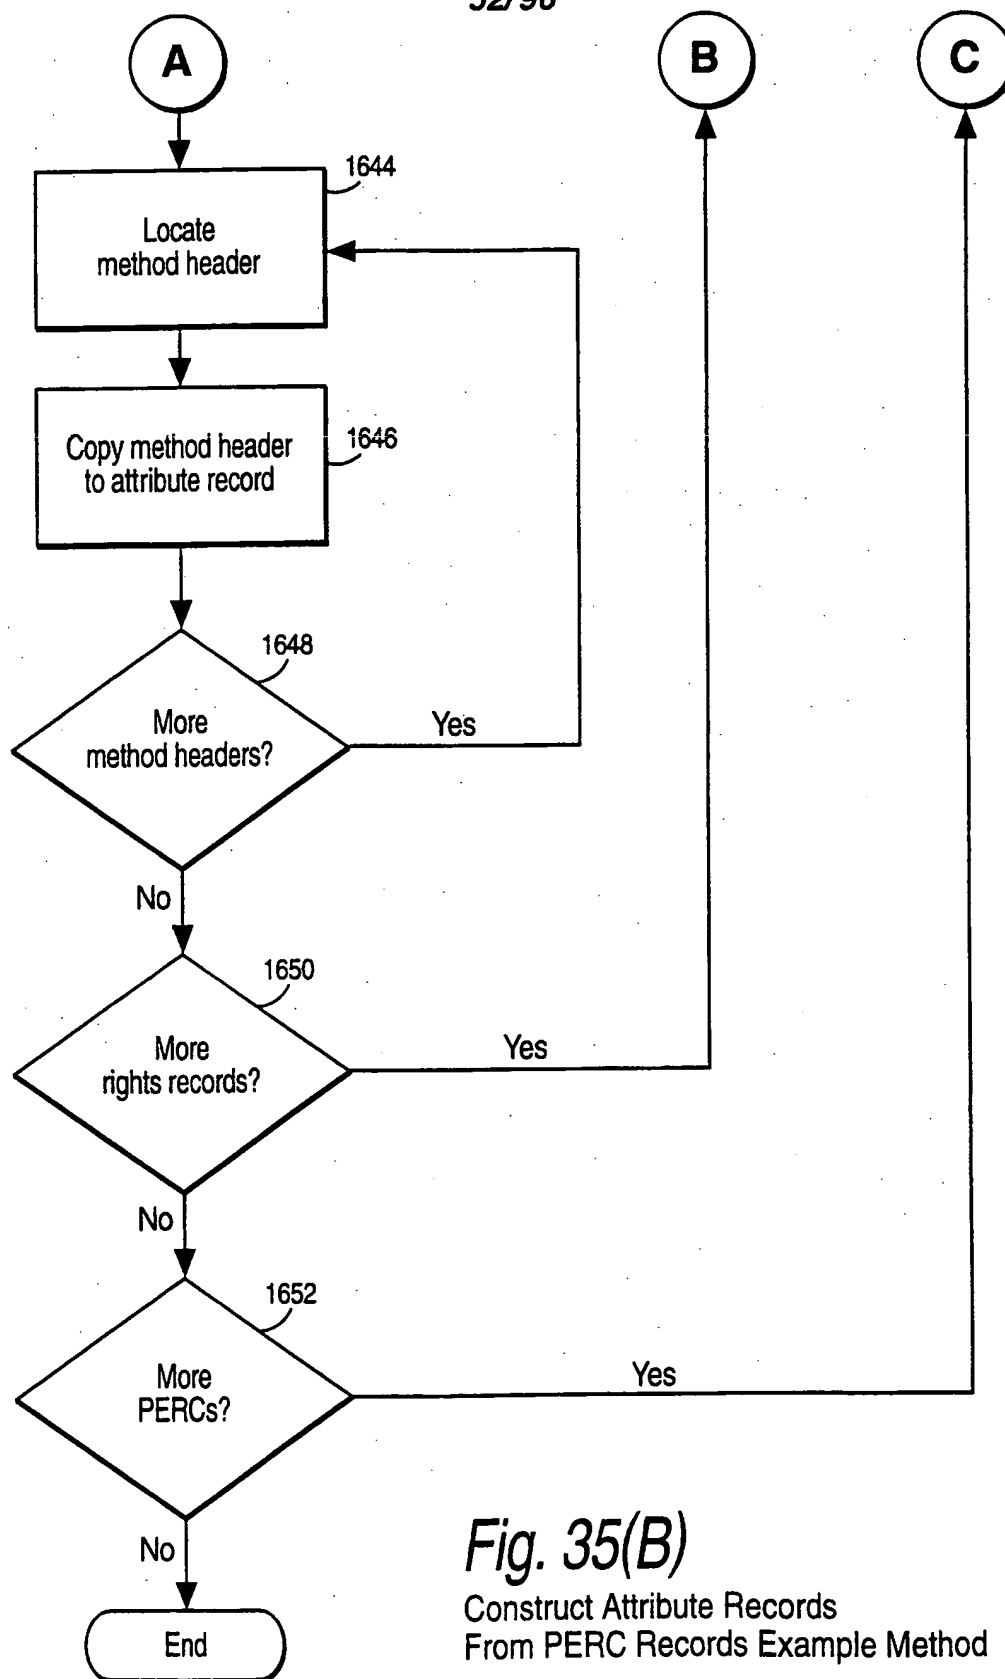 A
B
C
1644
Locate
method header
Copy method header
to attribute record
1646
1648
More
method headers?
Yes
No
1650
More
rights records?
Yes
No
1652
More
PERCs?
Yes
No
End
Fig. 35(B)
Construct Attribute Records
From PERC Records Example Method